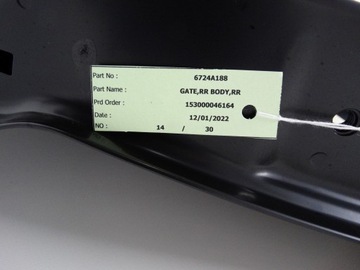 Part No : 6724A188
Part Name : GATE,RR BODY,RR
Prd Order : 153000046164
Date : 12/01/2022
NO : 14 / 30